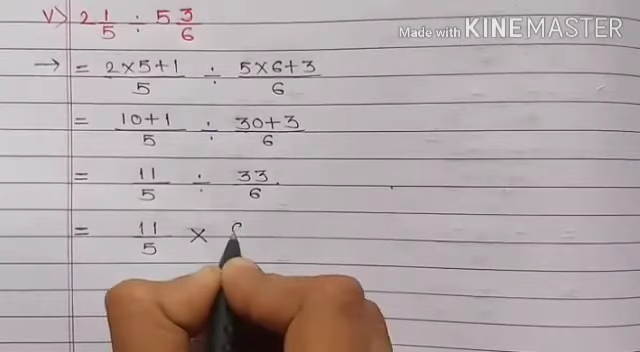 v) 2 1/5 ÷ 5 3/6
Made with KINEMASTER
→ = 2×5+1/5 ÷ 5×6+3/6
= 10+1/5 ÷ 30+3/6
= 11/5 ÷ 33/6.
= 11/5 ×